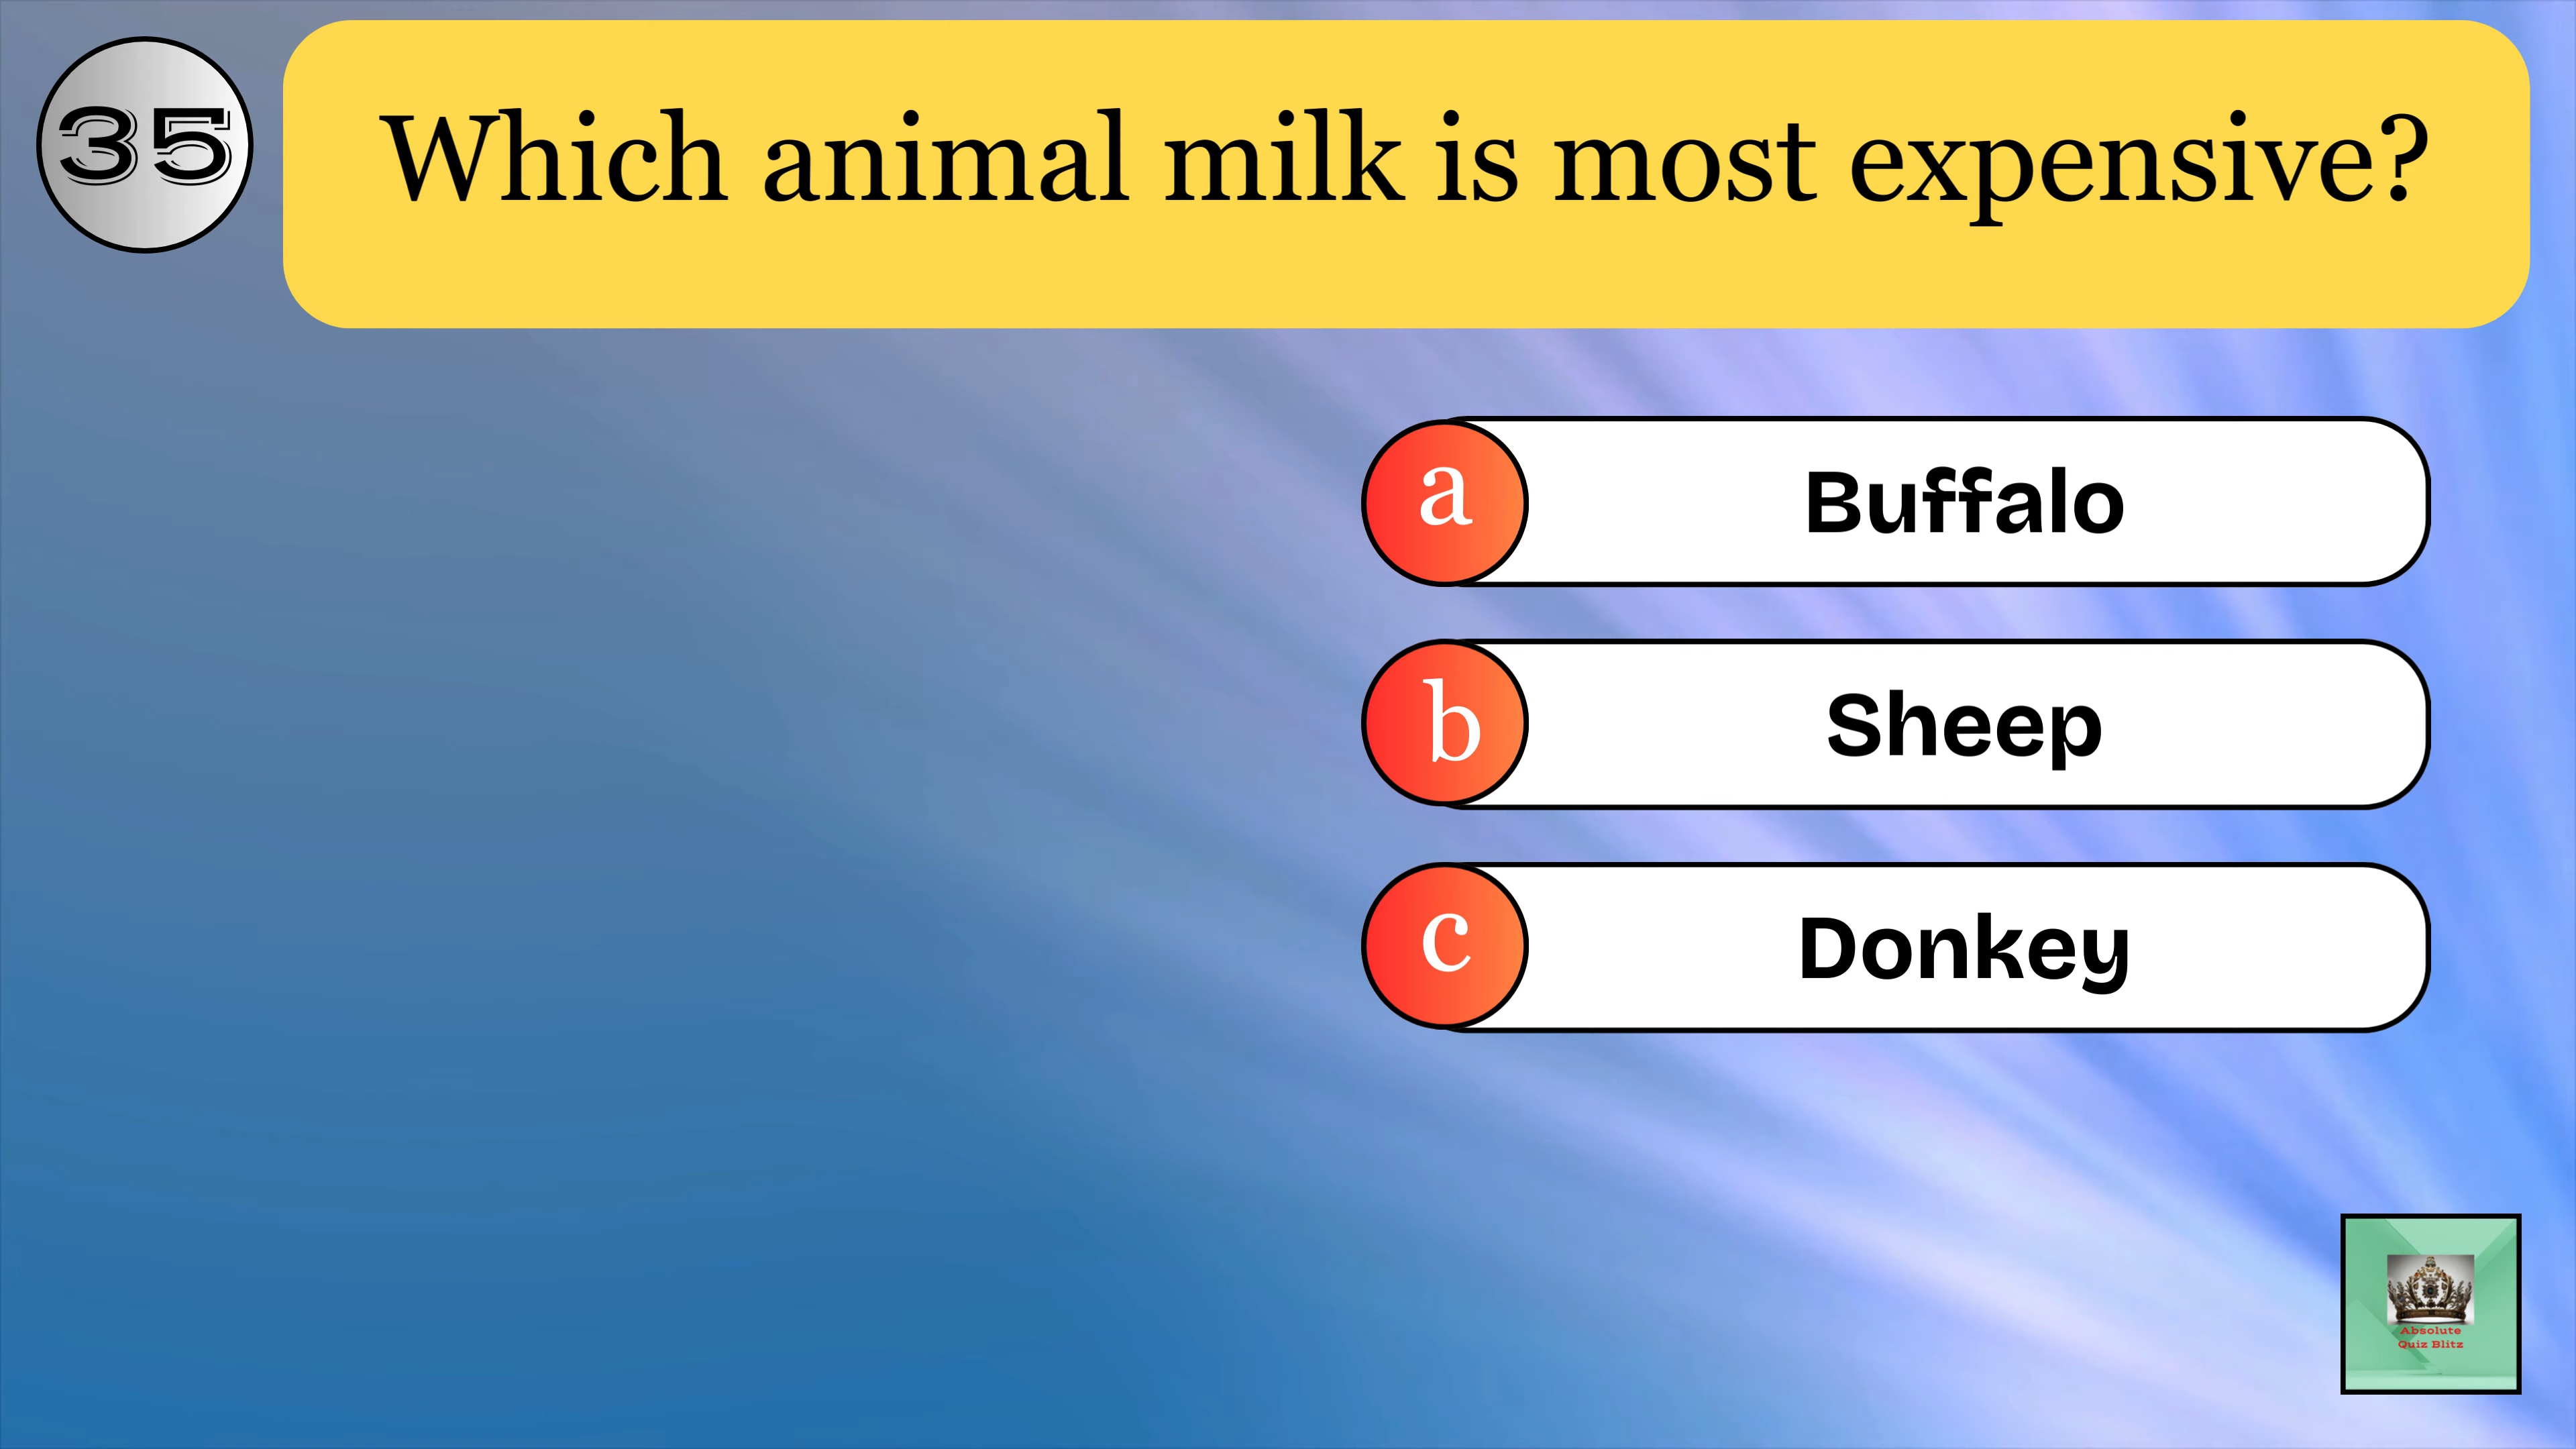 35
Which animal milk is most expensive?
a
Buffalo
b
Sheep
c
Donkey
Absolute
Quiz Blitz